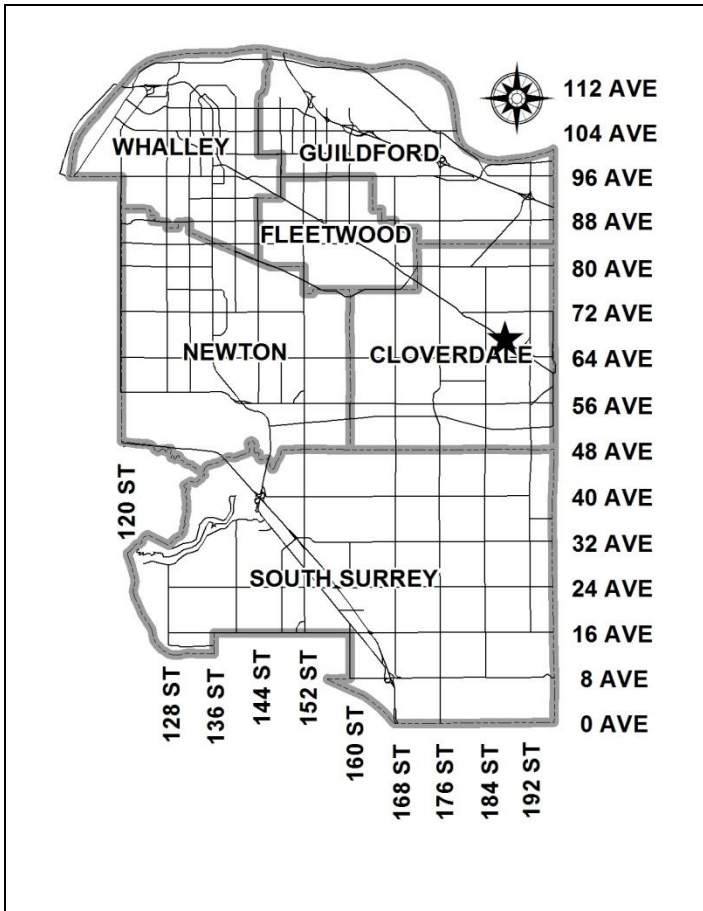 112 AVE
104 AVE
WHALLEY
GUILDFORD
96 AVE
88 AVE
FLEETWOOD
80 AVE
72 AVE
NEWTON
CLOVERDALE
64 AVE
56 AVE
48 AVE
120 ST
40 AVE
32 AVE
SOUTH SURREY
24 AVE
16 AVE
128 ST
136 ST
144 ST
152 ST
160 ST
8 AVE
0 AVE
168 ST
176 ST
184 ST
192 ST